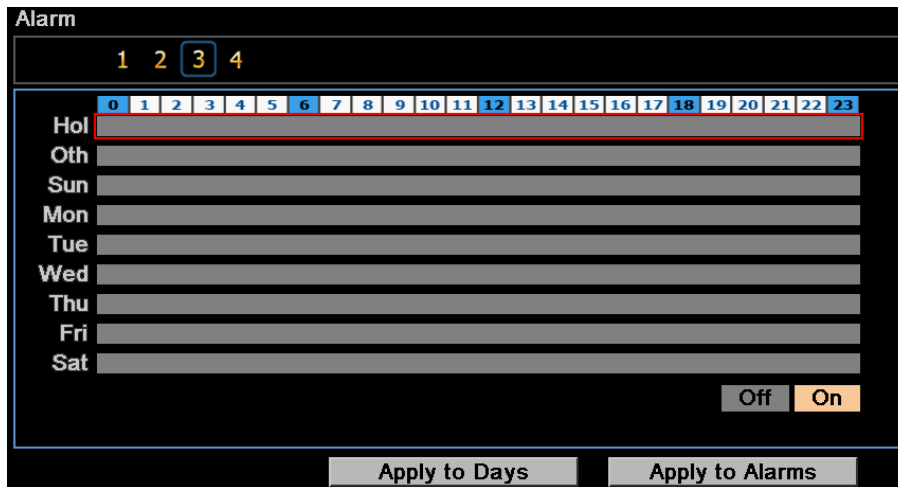 Alarm
1 2 3 4
0 1 2 3 4 5 6 7 8 9 10 11 12 13 14 15 16 17 18 19 20 21 22 23
Hol
Oth
Sun
Mon
Tue
Wed
Thu
Fri
Sat
Off On
Apply to Days Apply to Alarms